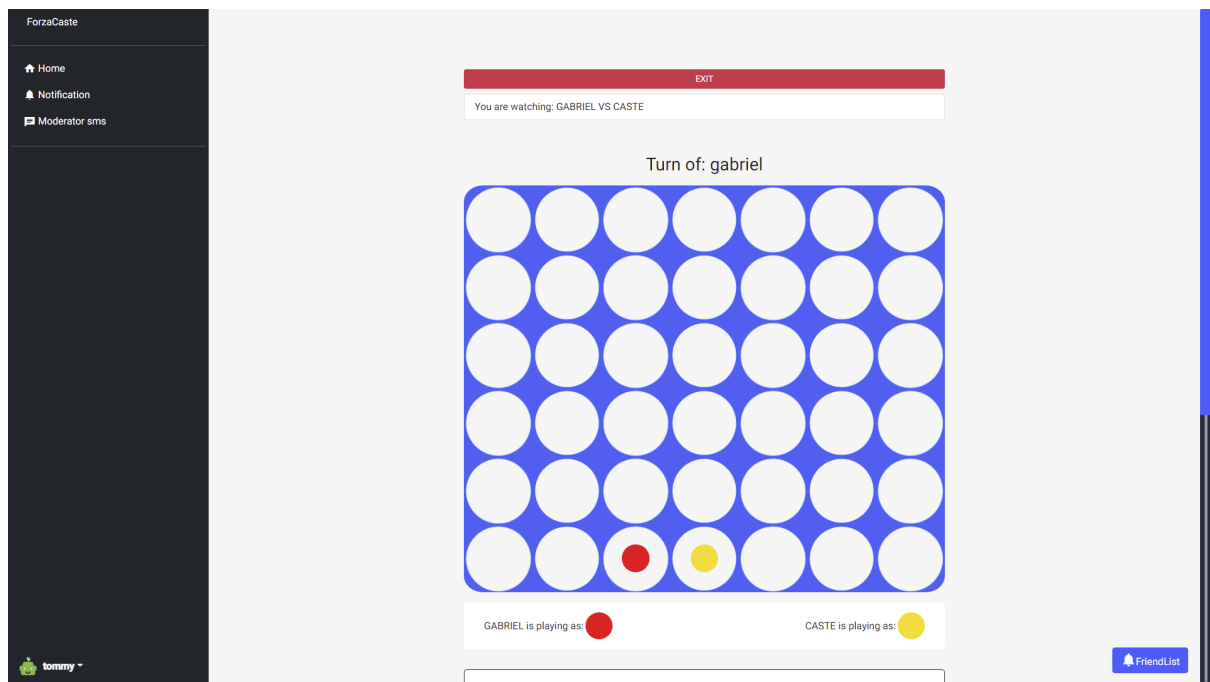 ForzaCaste
Home
Notification
Moderator sms
tommy
EXIT
You are watching: GABRIEL VS CASTE
Turn of: gabriel
GABRIEL is playing as:
CASTE is playing as:
FriendList